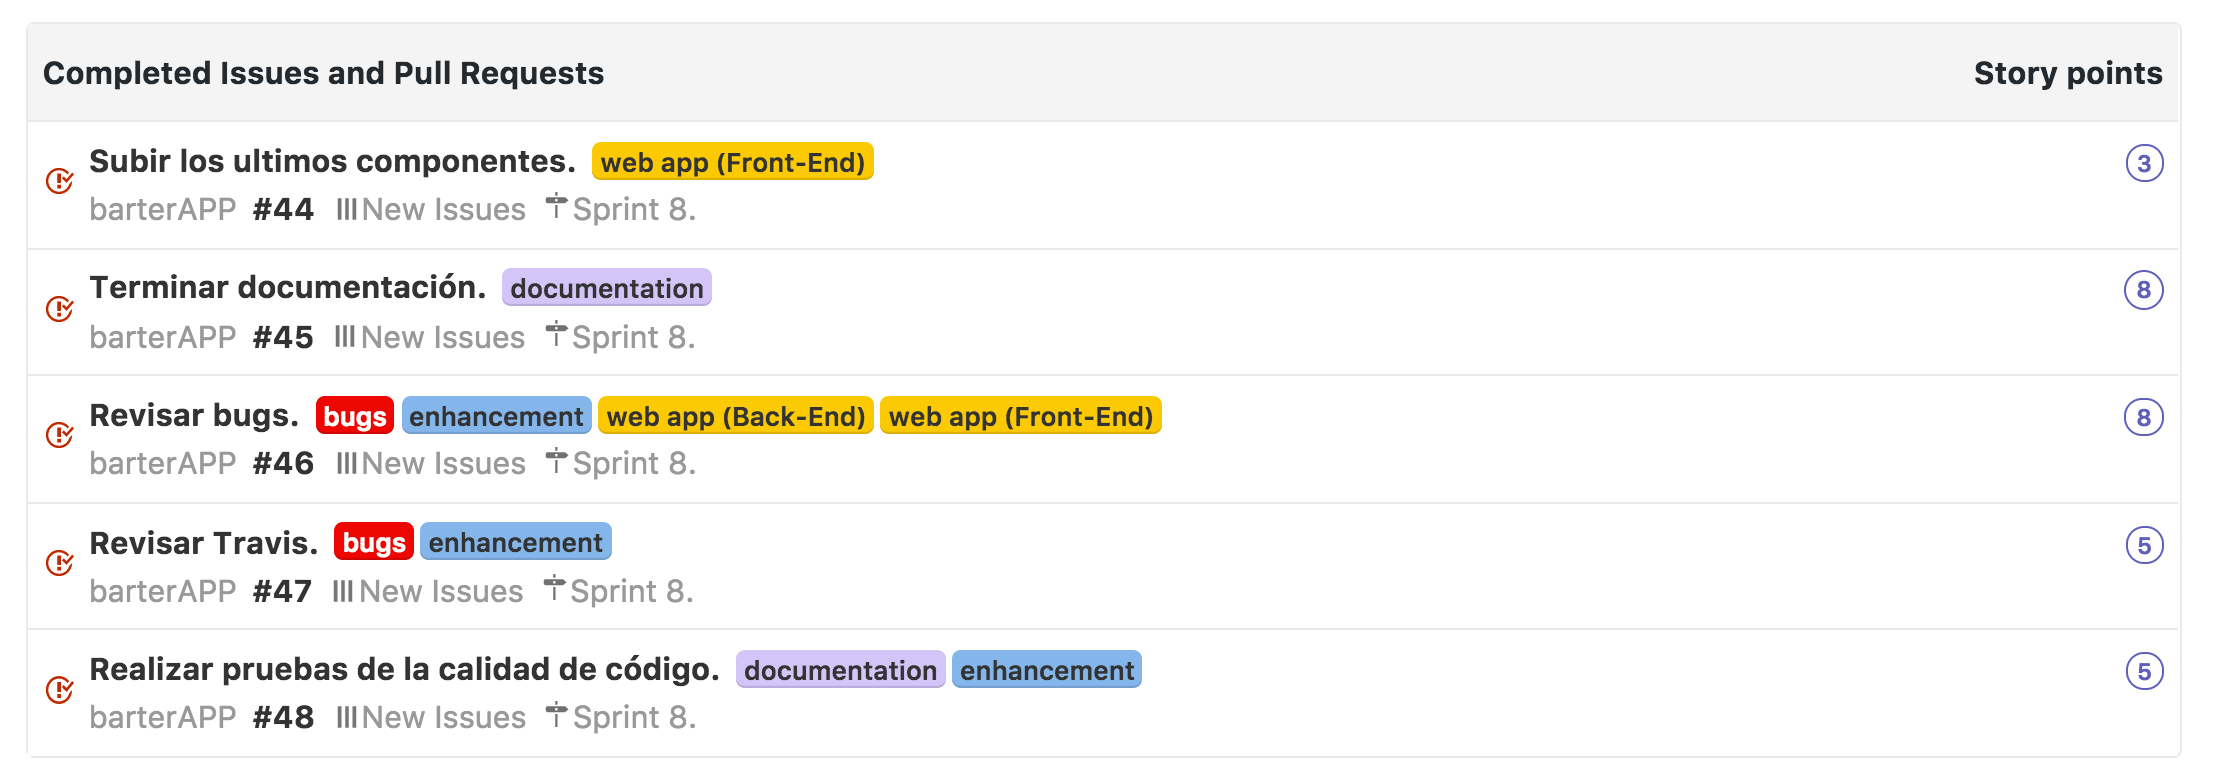 Completed Issues and Pull Requests Story points
Subir los ultimos componentes. web app (Front-End) 3
barterAPP #44 New Issues Sprint 8.
Terminar documentación. documentation 8
barterAPP #45 New Issues Sprint 8.
Revisar bugs. bugs enhancement web app (Back-End) web app (Front-End) 8
barterAPP #46 New Issues Sprint 8.
Revisar Travis. bugs enhancement 5
barterAPP #47 New Issues Sprint 8.
Realizar pruebas de la calidad de código. documentation enhancement 5
barterAPP #48 New Issues Sprint 8.